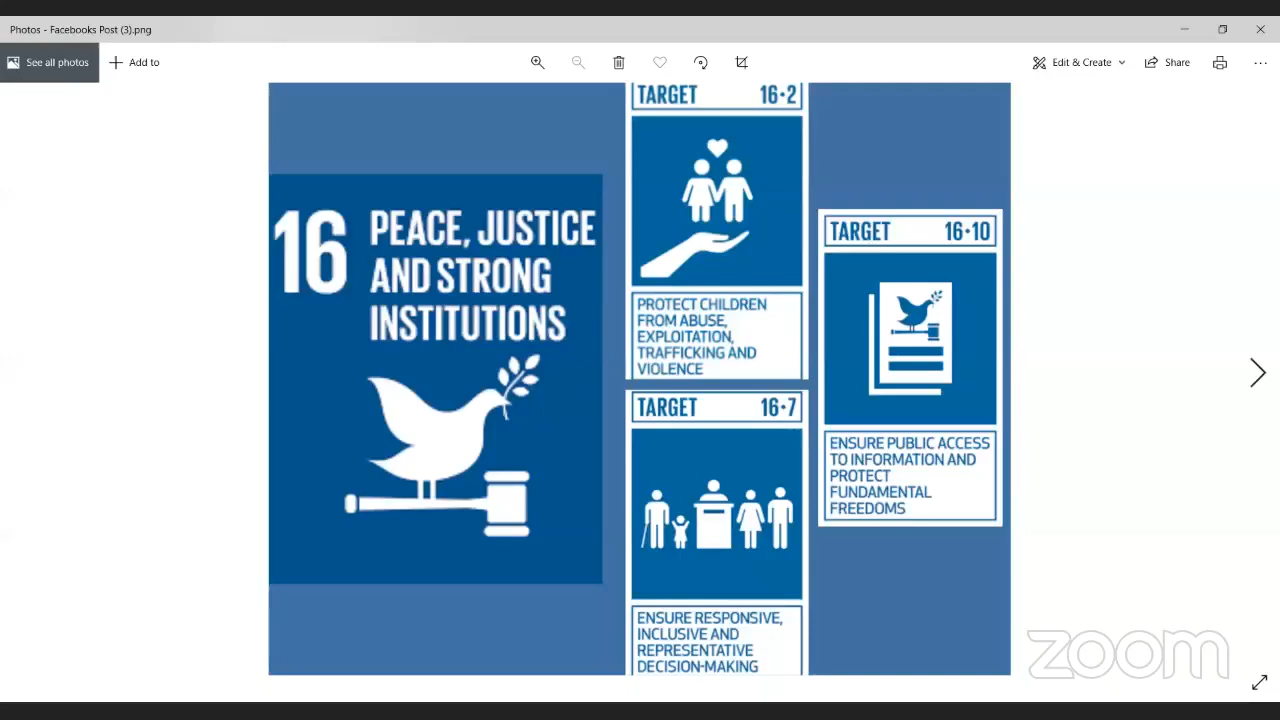 Photos - Facebooks Post (3).png
See all photos
Add to
Edit & Create
Share
16
PEACE, JUSTICE
AND STRONG
INSTITUTIONS
TARGET 16·2
PROTECT CHILDREN
FROM ABUSE,
EXPLOITATION,
TRAFFICKING AND
VIOLENCE
TARGET 16·7
ENSURE RESPONSIVE,
INCLUSIVE AND
REPRESENTATIVE
DECISION-MAKING
TARGET 16·10
ENSURE PUBLIC ACCESS
TO INFORMATION AND
PROTECT
FUNDAMENTAL
FREEDOMS
zoom